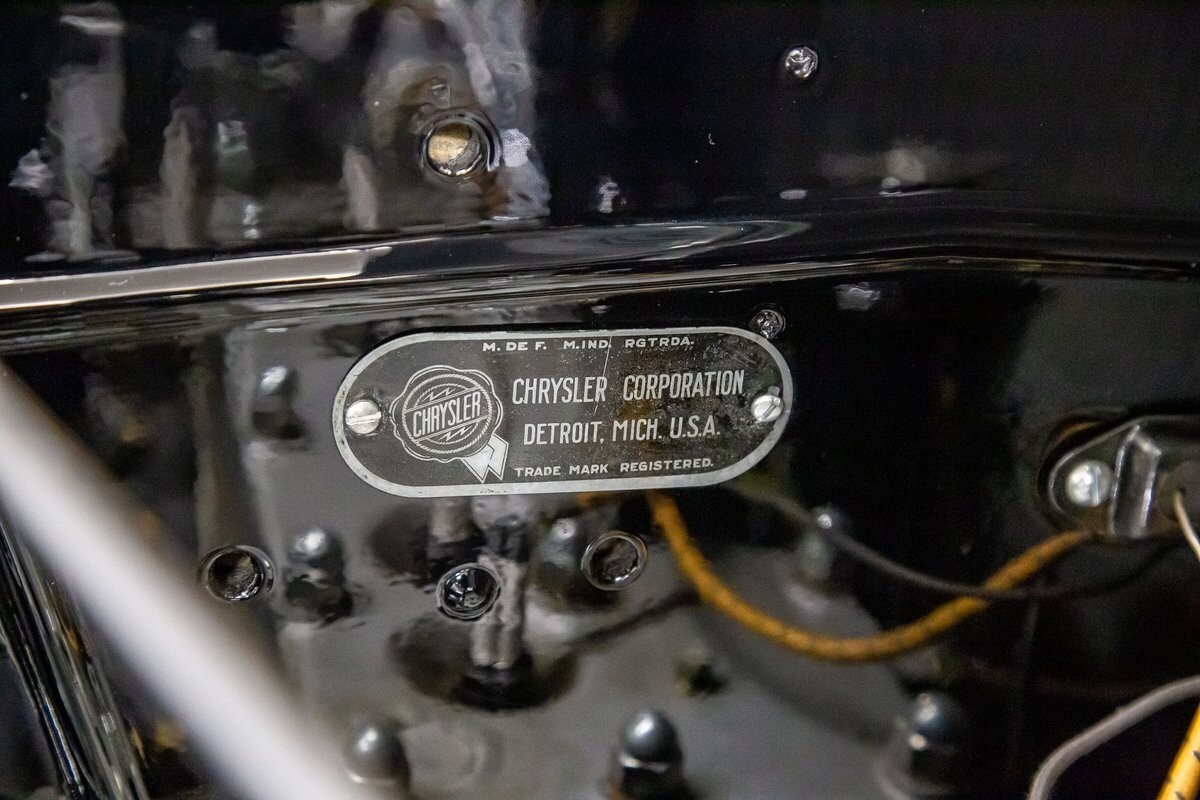 M. DE F. M.IND. RGTRDA.
CHRYSLER
CHRYSLER CORPORATION,
DETROIT, MICH. U.S.A.
TRADE MARK REGISTERED.